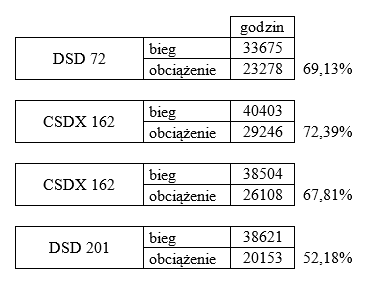 godzin
DSD 72 bieg 33675
obciążenie 23278 69,13%
CSDX 162 bieg 40403
obciążenie 29246 72,39%
CSDX 162 bieg 38504
obciążenie 26108 67,81%
DSD 201 bieg 38621
obciążenie 20153 52,18%